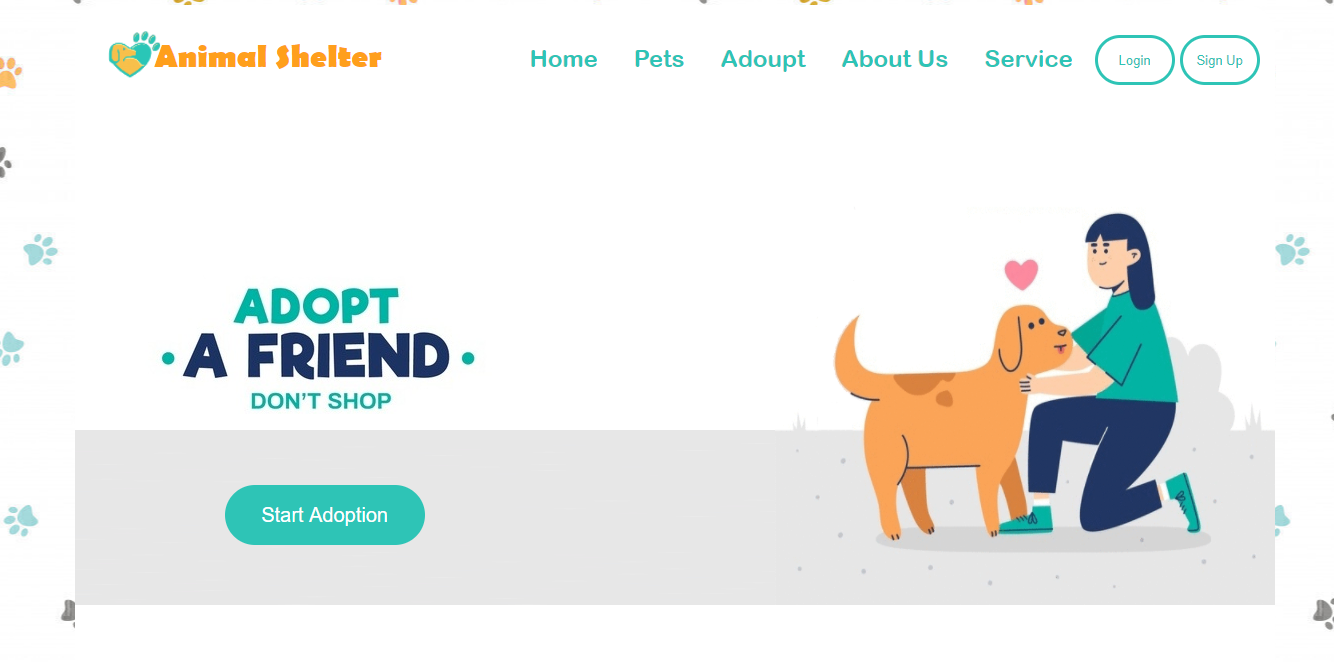 Animal Shelter
Home Pets Adoupt About Us Service Login Sign Up
ADOPT
• A FRIEND •
DON'T SHOP
Start Adoption